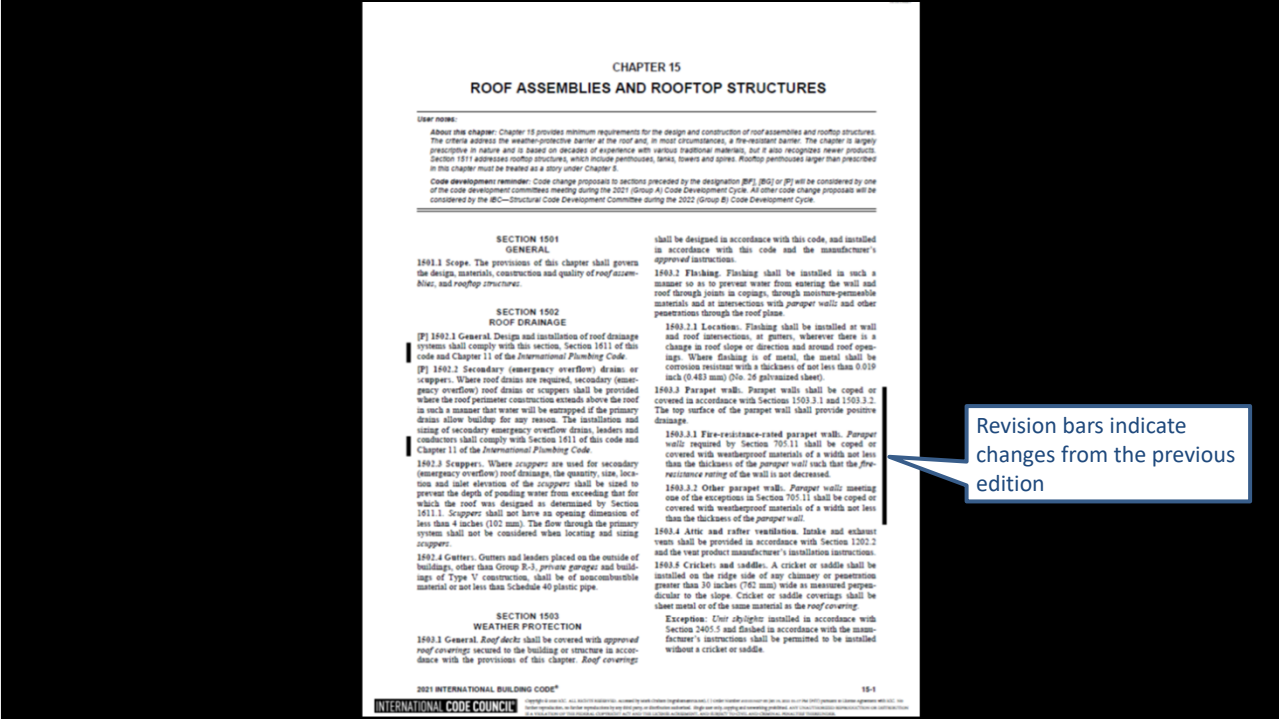 CHAPTER 15
ROOF ASSEMBLIES AND ROOFTOP STRUCTURES
User notes:
About this chapter: Chapter 15 provides minimum requirements for the design and construction of roof assemblies and rooftop structures.
The criteria address the weather-protective barrier at the roof and, in most circumstances, a fire-resistant barrier. The chapter is largely
prescriptive in nature and is based on decades of experience with various traditional materials, but it also recognizes newer products.
Section 1511 addresses rooftop structures, which include penthouses, tanks, towers and spires. Rooftop penthouses larger than prescribed
in this chapter must be treated as a story under Chapter 5.
Code development reminder: Code change proposals to sections preceded by the designation [BF], [BG] or [P] will be considered by one
of the code development committees meeting during the 2021 (Group A) Code Development Cycle. All other code change proposals will be
considered by the IBC—Structural Code Development Committee during the 2022 (Group B) Code Development Cycle.
SECTION 1501
GENERAL
1501.1 Scope. The provisions of this chapter shall govern
the design, materials, construction and quality of roof assem-
blies, and rooftop structures.
SECTION 1502
ROOF DRAINAGE
[P] 1502.1 General. Design and installation of roof drainage
systems shall comply with this section, Section 1611 of this
code and Chapter 11 of the International Plumbing Code.
[P] 1502.2 Secondary (emergency overflow) drains or
scuppers. Where roof drains are required, secondary (emer-
gency overflow) roof drains or scuppers shall be provided
where the roof perimeter construction extends above the roof
in such a manner that water will be entrapped if the primary
drains allow buildup for any reason. The installation and
sizing of secondary emergency overflow drains, leaders and
conductors shall comply with Section 1611 of this code and
Chapter 11 of the International Plumbing Code.
1502.3 Scuppers. Where scuppers are used for secondary
(emergency overflow) roof drainage, the quantity, size, loca-
tion and inlet elevation of the scuppers shall be sized to
prevent the depth of ponding water from exceeding that for
which the roof was designed as determined by Section
1611.1. Scuppers shall not have an opening dimension of
less than 4 inches (102 mm). The flow through the primary
system shall not be considered when locating and sizing
scuppers.
1502.4 Gutters. Gutters and leaders placed on the outside of
buildings, other than Group R-3, private garages and build-
ings of Type V construction, shall be of noncombustible
material or not less than Schedule 40 plastic pipe.
SECTION 1503
WEATHER PROTECTION
1503.1 General. Roof decks shall be covered with approved
roof coverings secured to the building or structure in accor-
dance with the provisions of this chapter. Roof coverings
shall be designed in accordance with this code, and installed
in accordance with this code and the manufacturer's
approved instructions.
1503.2 Flashing. Flashing shall be installed in such a
manner so as to prevent water from entering the wall and
roof through joints in copings, through moisture-permeable
materials and at intersections with parapet walls and other
penetrations through the roof plane.
1503.2.1 Locations. Flashing shall be installed at wall
and roof intersections, at gutters, wherever there is a
change in roof slope or direction and around roof open-
ings. Where flashing is of metal, the metal shall be
corrosion resistant with a thickness of not less than 0.019
inch (0.483 mm) (No. 26 galvanized sheet).
1503.3 Parapet walls. Parapet walls shall be coped or
covered in accordance with Sections 1503.3.1 and 1503.3.2.
The top surface of the parapet wall shall provide positive
drainage.
1503.3.1 Fire-resistance-rated parapet walls. Parapet
walls required by Section 705.11 shall be coped or
covered with weatherproof materials of a width not less
than the thickness of the parapet wall such that the fire-
resistance rating of the wall is not decreased.
1503.3.2 Other parapet walls. Parapet walls meeting
one of the exceptions in Section 705.11 shall be coped or
covered with weatherproof materials of a width not less
than the thickness of the parapet wall.
1503.4 Attic and rafter ventilation. Intake and exhaust
vents shall be provided in accordance with Section 1202.2
and the vent product manufacturer's installation instructions.
1503.5 Crickets and saddles. A cricket or saddle shall be
installed on the ridge side of any chimney or penetration
greater than 30 inches (762 mm) wide as measured perpen-
dicular to the slope. Cricket or saddle coverings shall be
sheet metal or of the same material as the roof covering.
Exception: Unit skylights installed in accordance with
Section 2405.5 and flashed in accordance with the manu-
facturer's instructions shall be permitted to be installed
without a cricket or saddle.
Revision bars indicate
changes from the previous
edition
2021 INTERNATIONAL BUILDING CODE®
15-1
INTERNATIONAL CODE COUNCIL